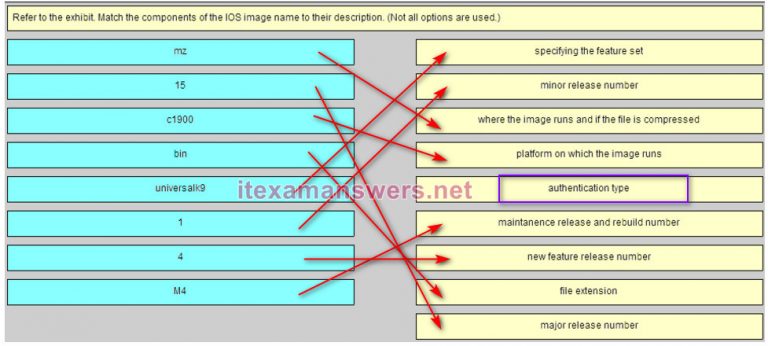 Refer to the exhibit. Match the components of the IOS image name to their description. (Not all options are used.)
mz
specifying the feature set
15
minor release number
c1900
where the image runs and if the file is compressed
bin
platform on which the image runs
universalk9
itexamanswers.net
authentication type
1
maintanence release and rebuild number
4
new feature release number
M4
file extension
major release number